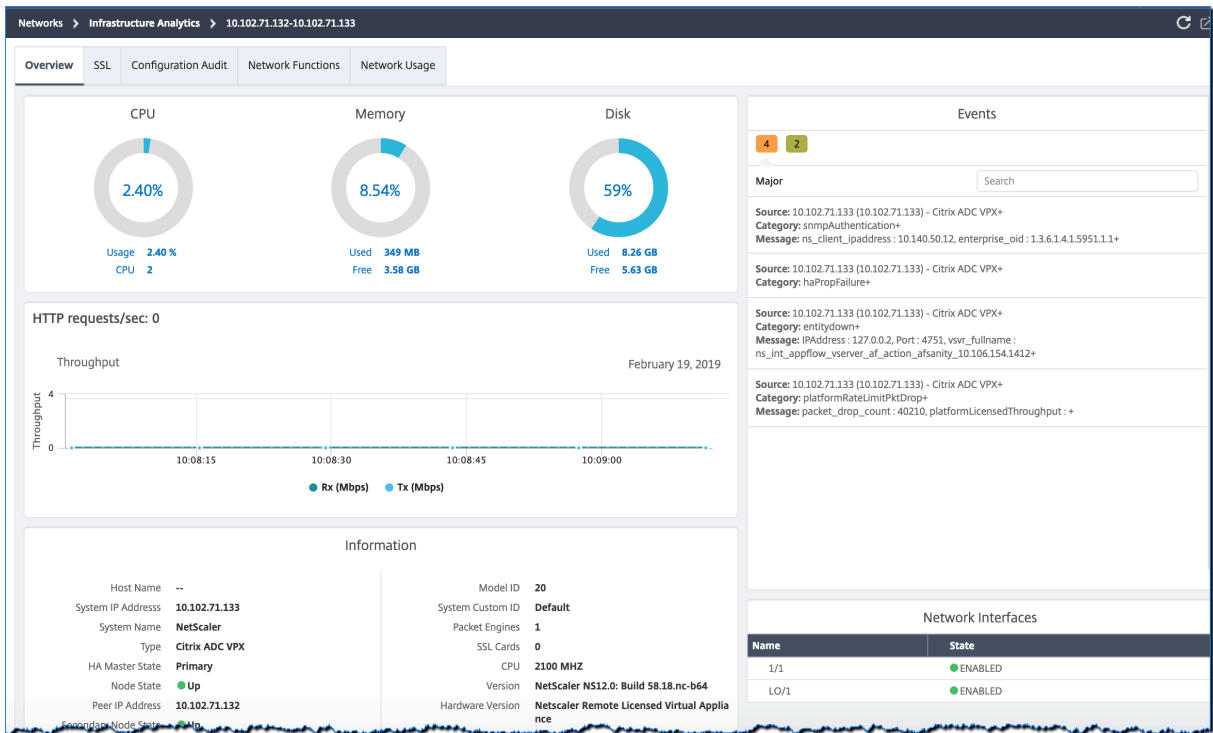 Networks > Infrastructure Analytics > 10.102.71.132-10.102.71.133
Overview SSL Configuration Audit Network Functions Network Usage
CPU Memory Disk
2.40% 8.54% 59%
Usage 2.40 % Used 349 MB Used 8.26 GB
CPU 2 Free 3.58 GB Free 5.63 GB
HTTP requests/sec: 0
Throughput February 19, 2019
Throughput
4
0
10:08:15 10:08:30 10:08:45 10:09:00
Rx (Mbps) Tx (Mbps)
Information
Host Name --
System IP Addresss 10.102.71.133
System Name NetScaler
Type Citrix ADC VPX
HA Master State Primary
Node State Up
Peer IP Address 10.102.71.132
Secondary Node State Up
Model ID 20
System Custom ID Default
Packet Engines 1
SSL Cards 0
CPU 2100 MHZ
Version NetScaler NS12.0: Build 58.18.nc-b64
Hardware Version Netscaler Remote Licensed Virtual Applia
nce
Events
4 2
Major Search
Source: 10.102.71.133 (10.102.71.133) - Citrix ADC VPX+
Category: snmpAuthentication+
Message: ns_client_ipaddress : 10.140.50.12, enterprise_oid : 1.3.6.1.4.1.5951.1.1+
Source: 10.102.71.133 (10.102.71.133) - Citrix ADC VPX+
Category: haPropFailure+
Source: 10.102.71.133 (10.102.71.133) - Citrix ADC VPX+
Category: entitydown+
Message: IPAddress : 127.0.0.2, Port : 4751, vsvr_fullname :
ns_int_appflow_vserver_af_action_afsanity_10.106.154.1412+
Source: 10.102.71.133 (10.102.71.133) - Citrix ADC VPX+
Category: platformRateLimitPktDrop+
Message: packet_drop_count : 40210, platformLicensedThroughput : +
Network Interfaces
Name State
1/1 ENABLED
LO/1 ENABLED